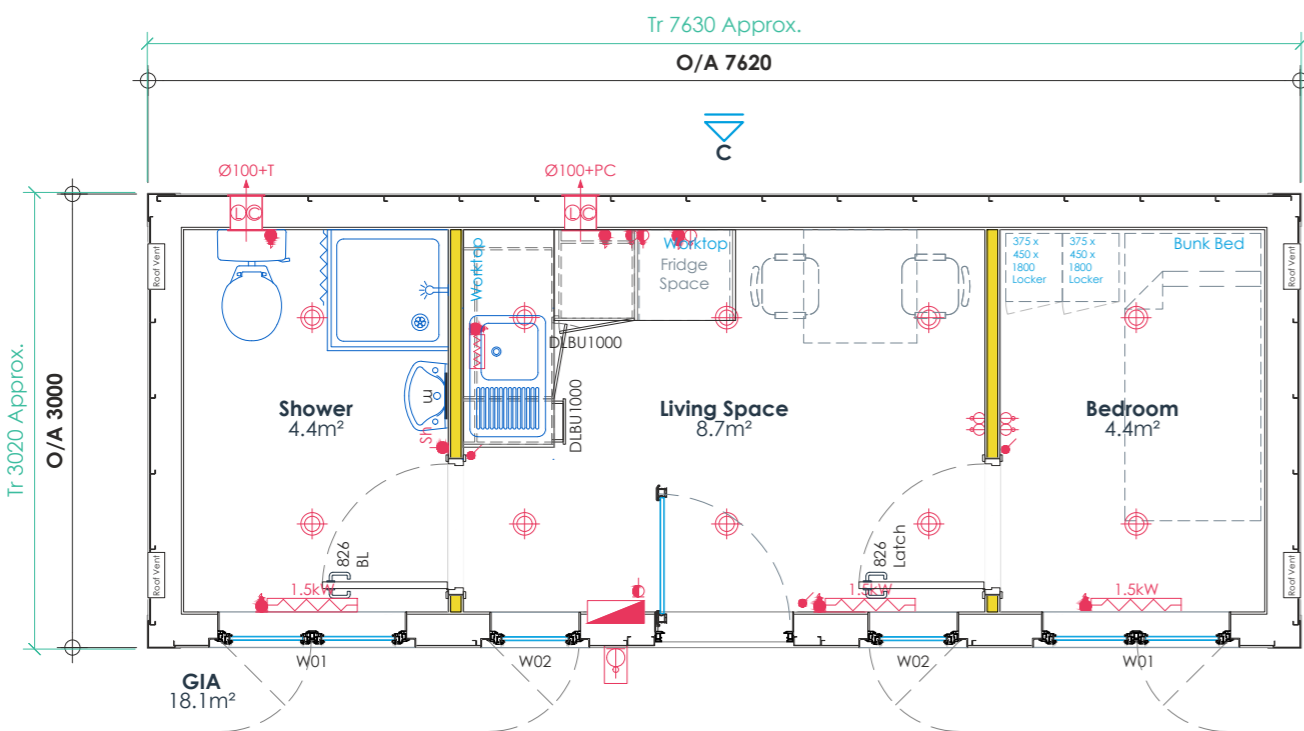 Tr 7630 Approx.
O/A 7620
C
Ø100+T
Ø100+PC
LC
LC
Tr 3020 Approx.
O/A 3000
Roof Vent
Roof Vent
Roof Vent
Roof Vent
Worktop
Worktop
Fridge
Space
375 x
450 x
1800
Locker
375 x
450 x
1800
Locker
Bunk Bed
DLBU1000
DLBU1000
m
Sh
Shower
4.4m²
Living Space
8.7m²
Bedroom
4.4m²
826
BL
826
Latch
1.5kW
1.5kW
1.5kW
W01
W02
W02
W01
GIA
18.1m²